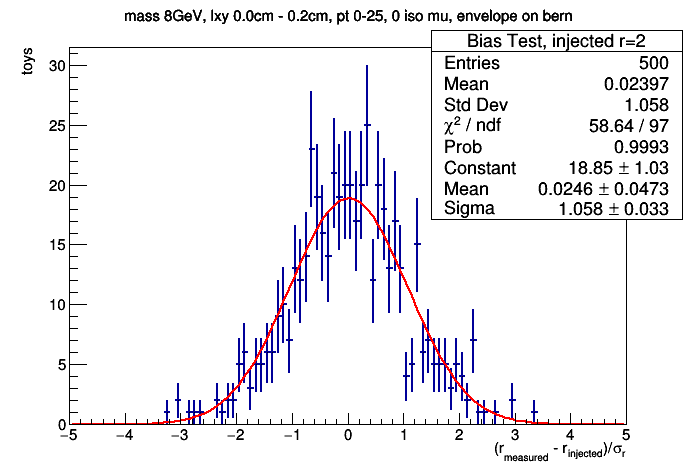 mass 8GeV, lxy 0.0cm - 0.2cm, pt 0-25, 0 iso mu, envelope on bern
Bias Test, injected r=2
Entries 500
Mean 0.02397
Std Dev 1.058
χ² / ndf 58.64 / 97
Prob 0.9993
Constant 18.85 ± 1.03
Mean 0.0246 ± 0.0473
Sigma 1.058 ± 0.033
toys
30
25
20
15
10
5
0
−5 −4 −3 −2 −1 0 1 2 3 4 5
(r_measured - r_injected)/σ_r